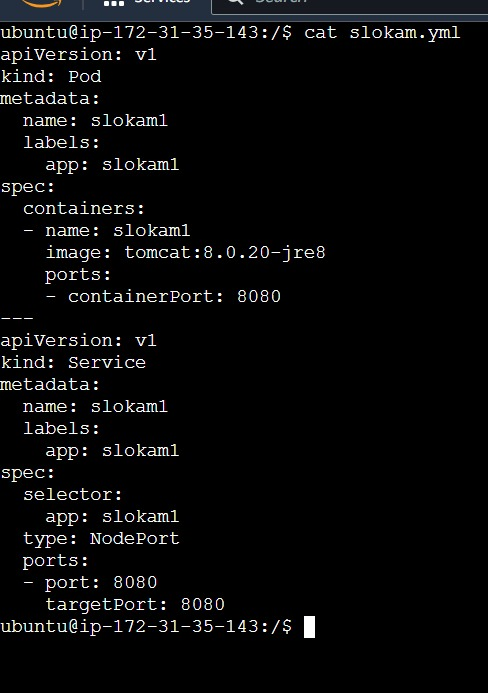 Services
Search
ubuntu@ip-172-31-35-143:/$ cat slokam.yml
apiVersion: v1
kind: Pod
metadata:
  name: slokam1
  labels:
    app: slokam1
spec:
  containers:
  - name: slokam1
    image: tomcat:8.0.20-jre8
    ports:
    - containerPort: 8080
---
apiVersion: v1
kind: Service
metadata:
  name: slokam1
  labels:
    app: slokam1
spec:
  selector:
    app: slokam1
  type: NodePort
  ports:
  - port: 8080
    targetPort: 8080
ubuntu@ip-172-31-35-143:/$